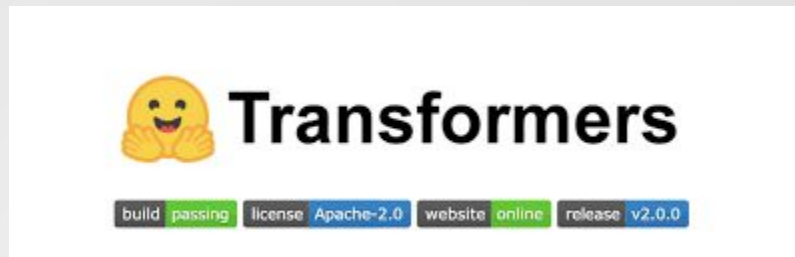 Transformers
build passing license Apache-2.0 website online release v2.0.0